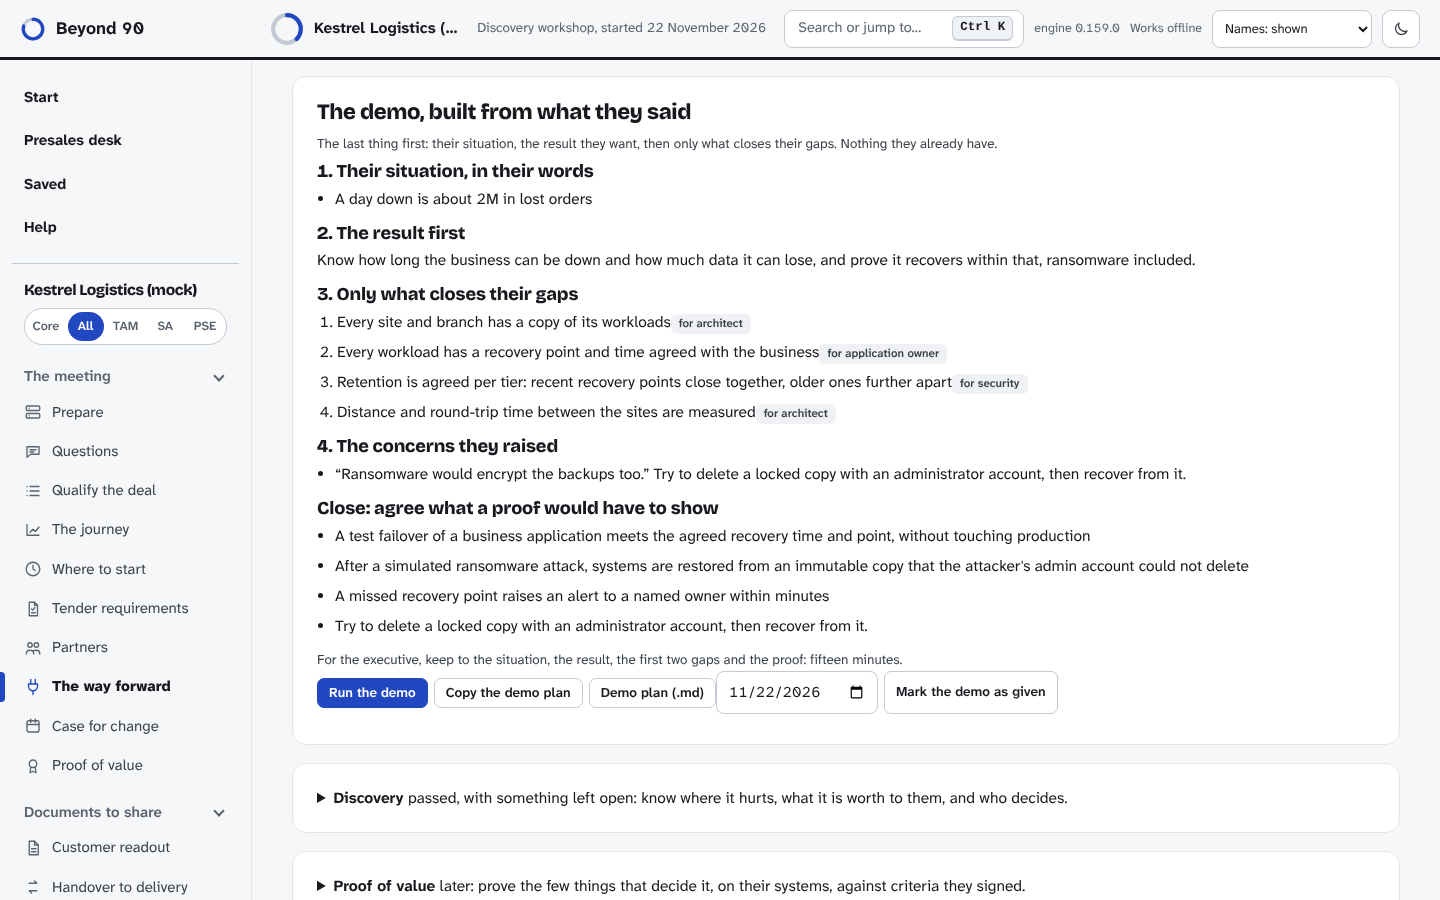 Beyond 90
Kestrel Logistics (...
Discovery workshop, started 22 November 2026
Search or jump to...
Ctrl K
engine 0.159.0
Works offline
Names: shown
Start
Presales desk
Saved
Help
Kestrel Logistics (mock)
Core All TAM SA PSE
The meeting
Prepare
Questions
Qualify the deal
The journey
Where to start
Tender requirements
Partners
The way forward
Case for change
Proof of value
Documents to share
Customer readout
Handover to delivery
The demo, built from what they said
The last thing first: their situation, the result they want, then only what closes their gaps. Nothing they already have.
1. Their situation, in their words
• A day down is about 2M in lost orders
2. The result first
Know how long the business can be down and how much data it can lose, and prove it recovers within that, ransomware included.
3. Only what closes their gaps
1. Every site and branch has a copy of its workloads for architect
2. Every workload has a recovery point and time agreed with the business for application owner
3. Retention is agreed per tier: recent recovery points close together, older ones further apart for security
4. Distance and round-trip time between the sites are measured for architect
4. The concerns they raised
• “Ransomware would encrypt the backups too.” Try to delete a locked copy with an administrator account, then recover from it.
Close: agree what a proof would have to show
• A test failover of a business application meets the agreed recovery time and point, without touching production
• After a simulated ransomware attack, systems are restored from an immutable copy that the attacker's admin account could not delete
• A missed recovery point raises an alert to a named owner within minutes
• Try to delete a locked copy with an administrator account, then recover from it.
For the executive, keep to the situation, the result, the first two gaps and the proof: fifteen minutes.
Run the demo
Copy the demo plan
Demo plan (.md)
11/22/2026
Mark the demo as given
Discovery passed, with something left open: know where it hurts, what it is worth to them, and who decides.
Proof of value later: prove the few things that decide it, on their systems, against criteria they signed.